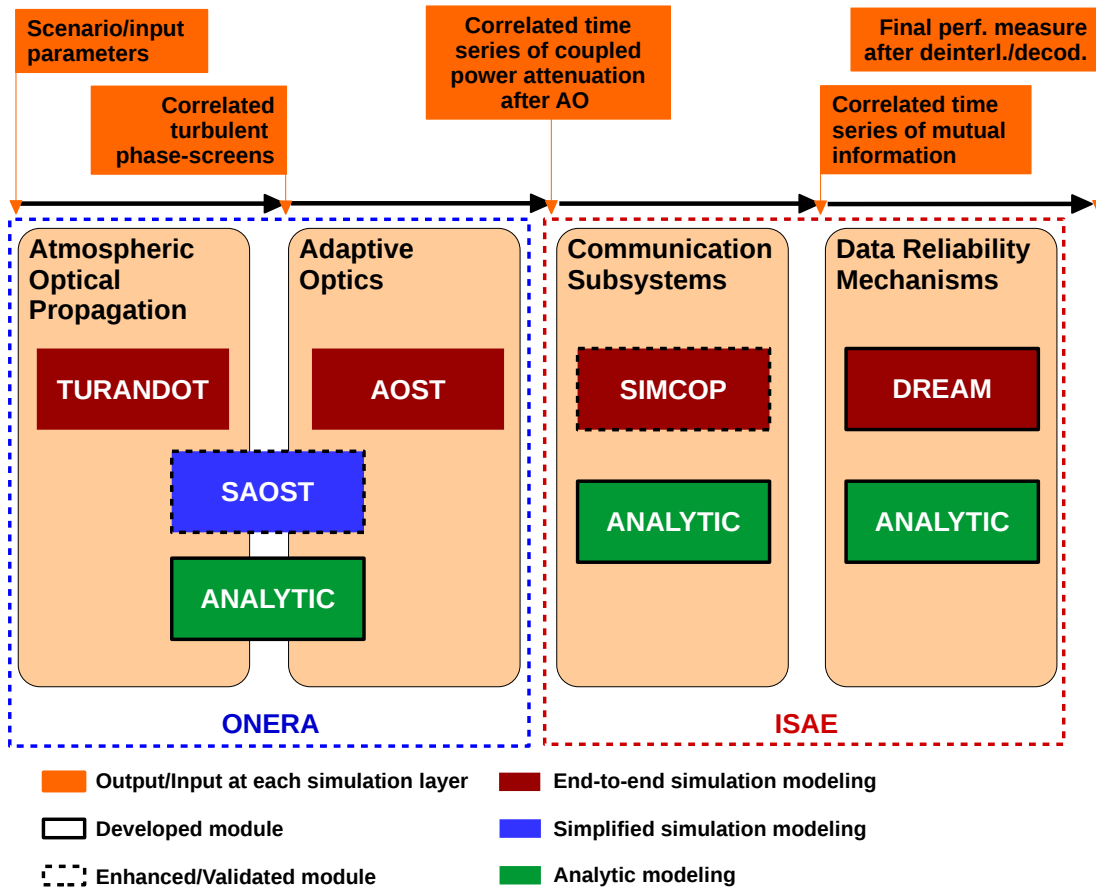 Scenario/input
parameters
Correlated
turbulent
phase-screens
Correlated time
series of coupled
power attenuation
after AO
Final perf. measure
after deinterl./decod.
Correlated time
series of mutual
information
Atmospheric
Optical
Propagation
Adaptive
Optics
Communication
Subsystems
Data Reliability
Mechanisms
TURANDOT
AOST
SIMCOP
DREAM
SAOST
ANALYTIC
ANALYTIC
ANALYTIC
ONERA
ISAE
Output/Input at each simulation layer
End-to-end simulation modeling
Developed module
Simplified simulation modeling
Enhanced/Validated module
Analytic modeling